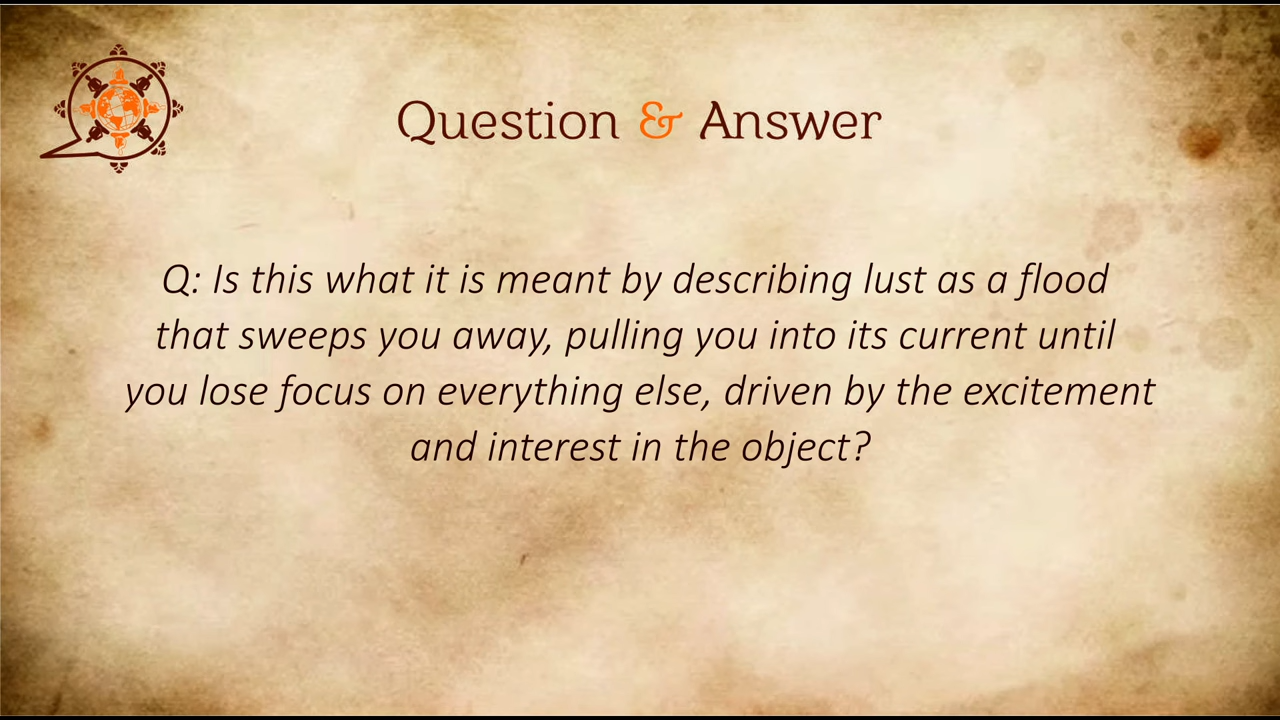 Question & Answer
Q: Is this what it is meant by describing lust as a flood
that sweeps you away, pulling you into its current until
you lose focus on everything else, driven by the excitement
and interest in the object?